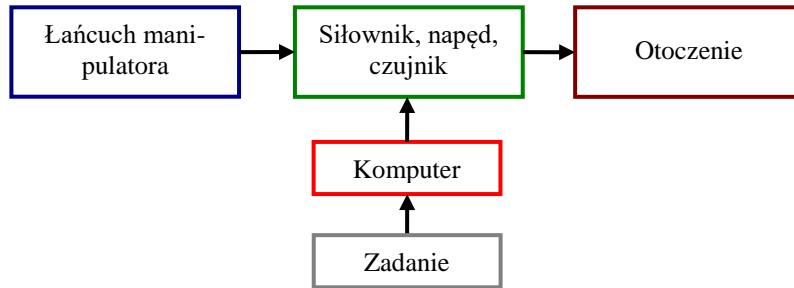 Łańcuch mani-
pulatora
Siłownik, napęd,
czujnik
Otoczenie
Komputer
Zadanie